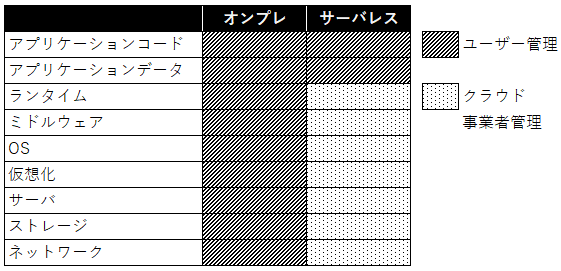 オンプレ サーバレス
アプリケーションコード
アプリケーションデータ
ランタイム
ミドルウェア
OS
仮想化
サーバ
ストレージ
ネットワーク
ユーザー管理
クラウド
事業者管理